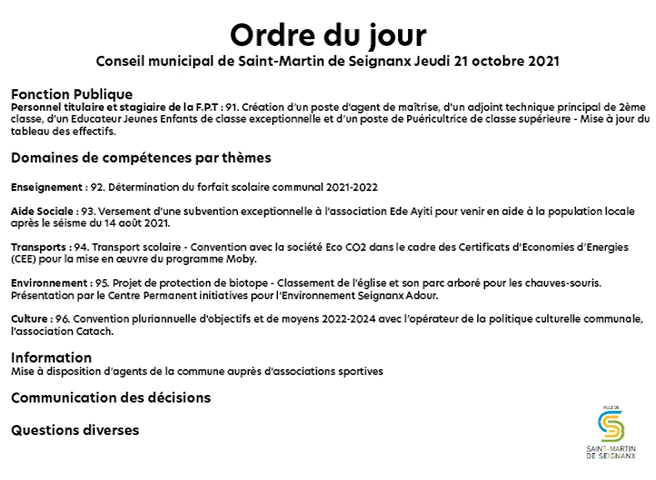 Ordre du jour
Conseil municipal de Saint-Martin de Seignanx Jeudi 21 octobre 2021
Fonction Publique
Personnel titulaire et stagiaire de la F.P.T : 91. Création d'un poste d'agent de maîtrise, d'un adjoint technique principal de 2ème
classe, d'un Educateur Jeunes Enfants de classe exceptionnelle et d'un poste de Puéricultrice de classe supérieure - Mise à jour du
tableau des effectifs.
Domaines de compétences par thèmes
Enseignement : 92. Détermination du forfait scolaire communal 2021-2022
Aide Sociale : 93. Versement d'une subvention exceptionnelle à l'association Ede Ayiti pour venir en aide à la population locale
après le séisme du 14 août 2021.
Transports : 94. Transport scolaire - Convention avec la société Eco CO2 dans le cadre des Certificats d'Economies d'Energies
(CEE) pour la mise en œuvre du programme Moby.
Environnement : 95. Projet de protection de biotope - Classement de l'église et son parc arboré pour les chauves-souris.
Présentation par le Centre Permanent initiatives pour l'Environnement Seignanx Adour.
Culture : 96. Convention pluriannuelle d'objectifs et de moyens 2022-2024 avec l'opérateur de la politique culturelle communale,
l'association Catach.
Information
Mise à disposition d'agents de la commune auprès d'associations sportives
Communication des décisions
Questions diverses
VILLE DE
SAINT-MARTIN
DE SEIGNANX